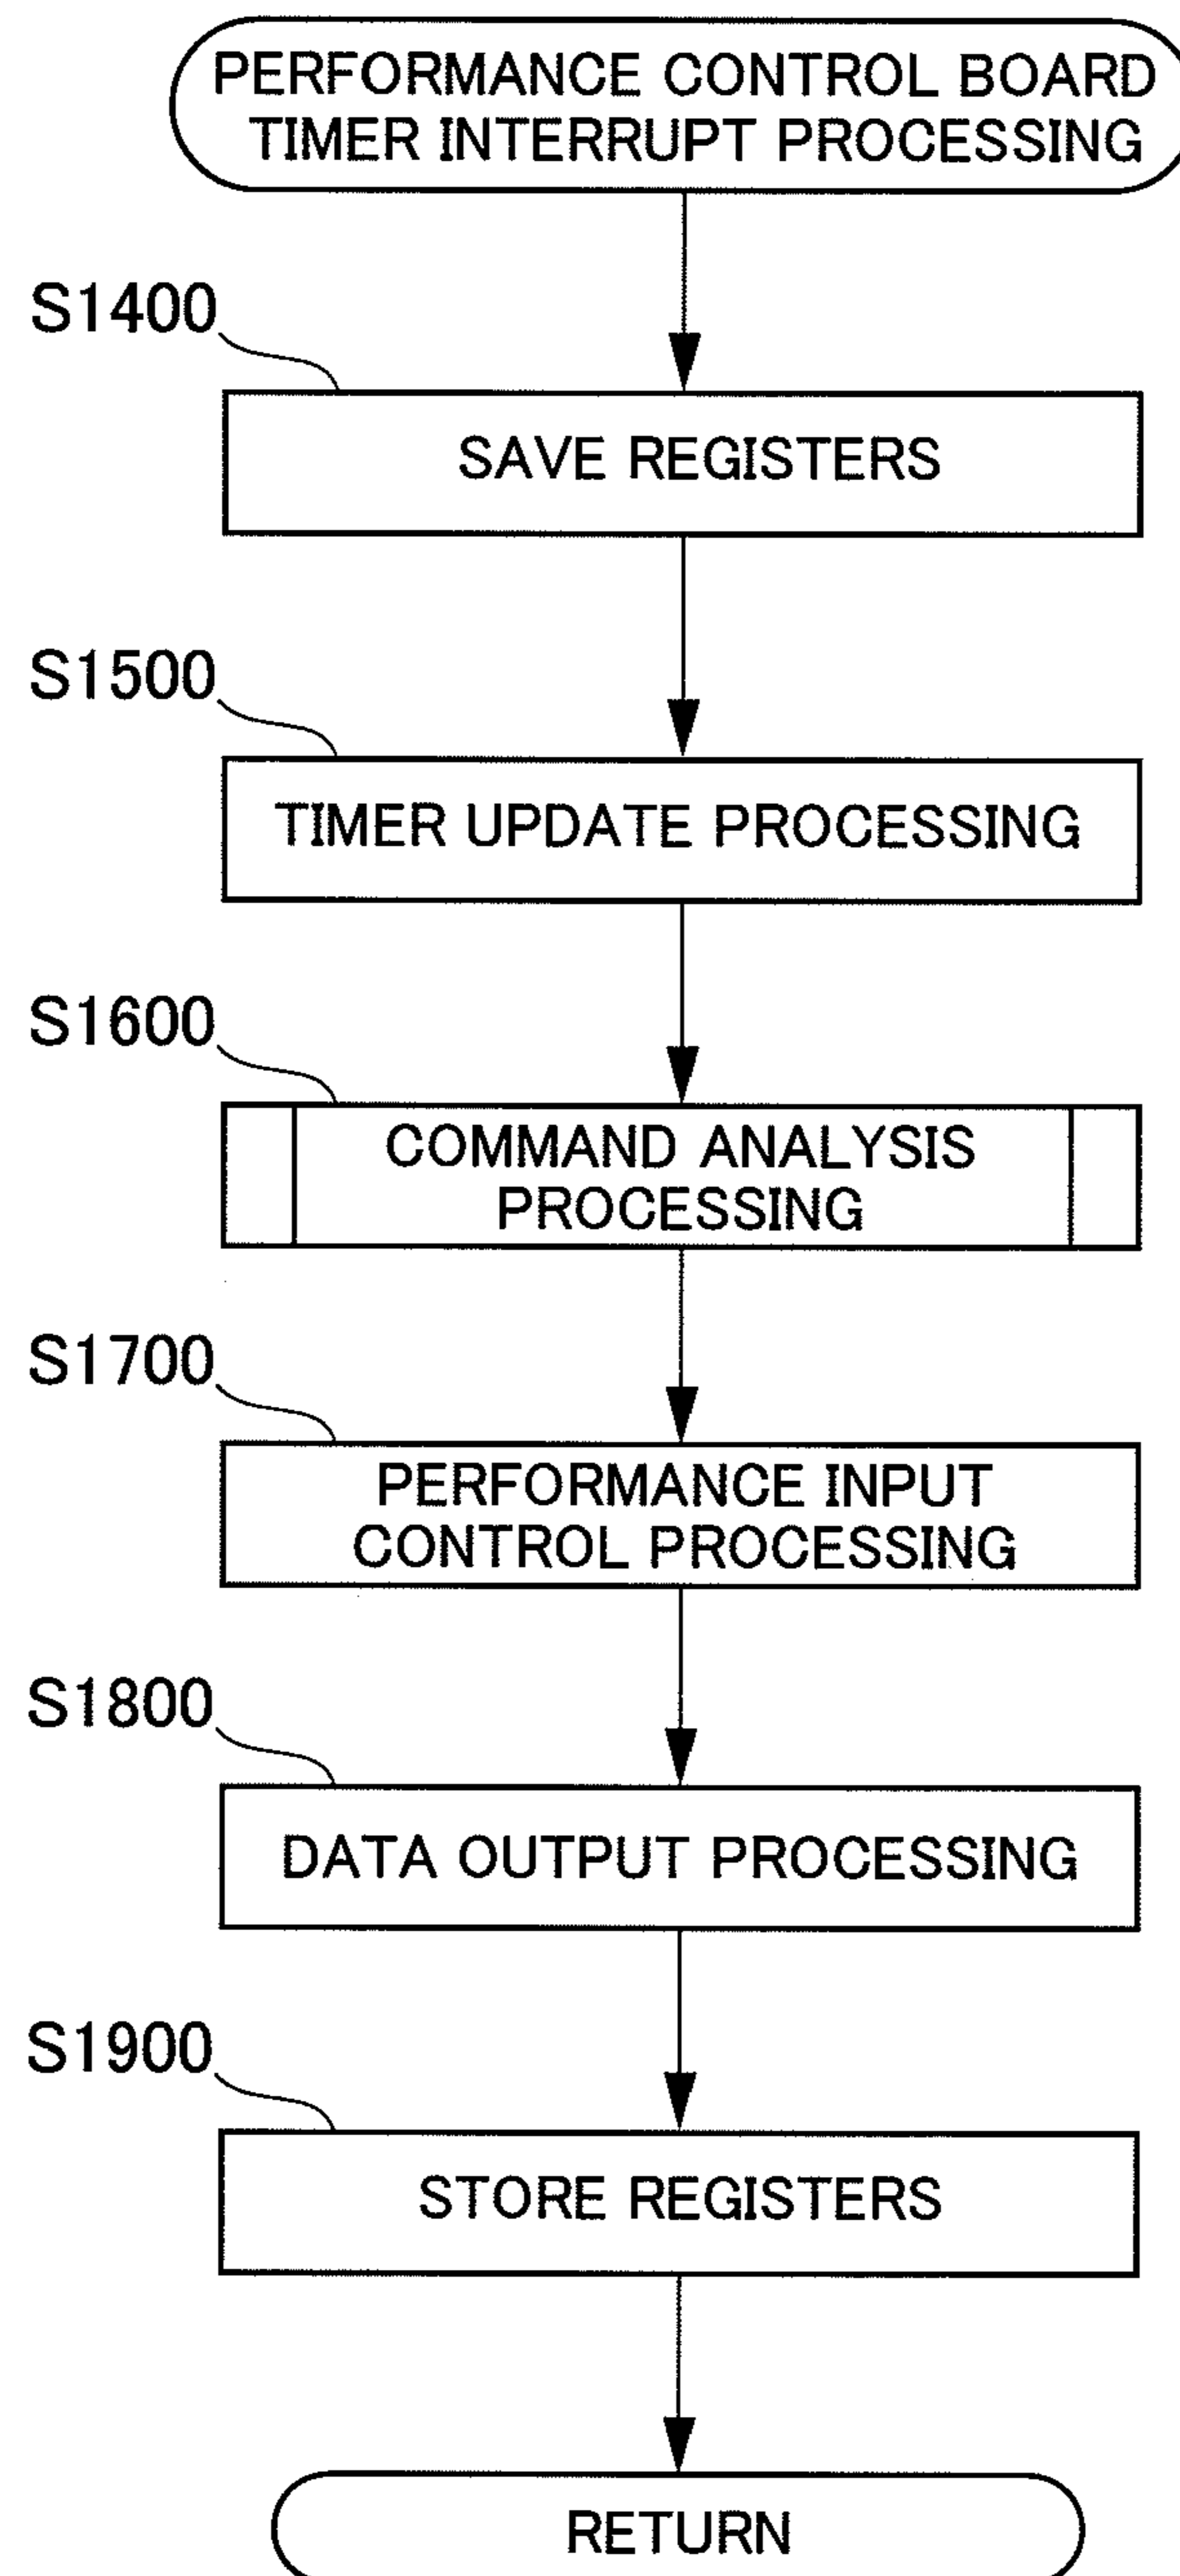 PERFORMANCE CONTROL BOARD
TIMER INTERRUPT PROCESSING
S1400
SAVE REGISTERS
S1500
TIMER UPDATE PROCESSING
S1600
COMMAND ANALYSIS
PROCESSING
S1700
PERFORMANCE INPUT
CONTROL PROCESSING
S1800
DATA OUTPUT PROCESSING
S1900
STORE REGISTERS
RETURN